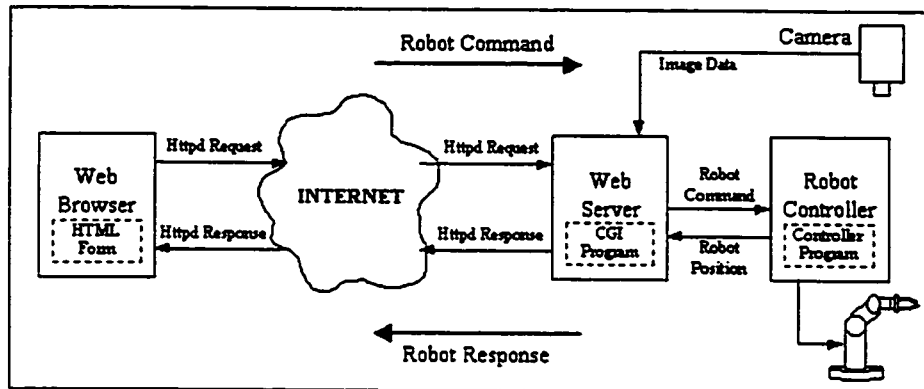 Robot Command
Camera
Image Data
Httpd Request
Httpd Request
Web
Browser
HTML
Form
INTERNET
Web
Server
CGI
Program
Robot
Command
Robot
Controller
Controller
Program
Httpd Response
Httpd Response
Robot
Position
Robot Response